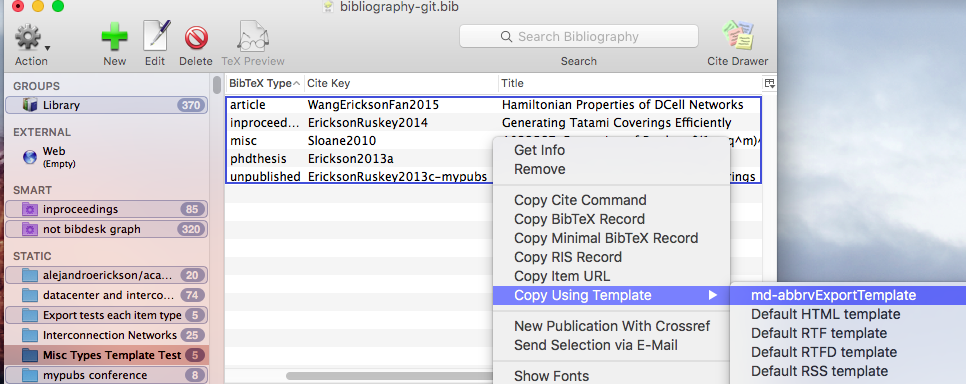 bibliography-git.bib
Action New Edit Delete TeX Preview Search Bibliography Search Cite Drawer
GROUPS
Library 370
EXTERNAL
Web
(Empty)
SMART
inproceedings 85
not bibdesk graph 320
STATIC
alejandroerickson/aca... 20
datacenter and interco... 74
Export tests each item type 5
Interconnection Networks 25
Misc Types Template Test 5
mypubs conference 8
BibTeX Type Cite Key Title
article WangEricksonFan2015 Hamiltonian Properties of DCell Networks
inproceed... EricksonRuskey2014 Generating Tatami Coverings Efficiently
misc Sloane2010
phdthesis Erickson2013a
unpublished EricksonRuskey2013c-mypubs
Get Info
Remove
Copy Cite Command
Copy BibTeX Record
Copy Minimal BibTeX Record
Copy RIS Record
Copy Item URL
Copy Using Template
New Publication With Crossref
Send Selection via E-Mail
Show Fonts
md-abbrvExportTemplate
Default HTML template
Default RTF template
Default RTFD template
Default RSS template